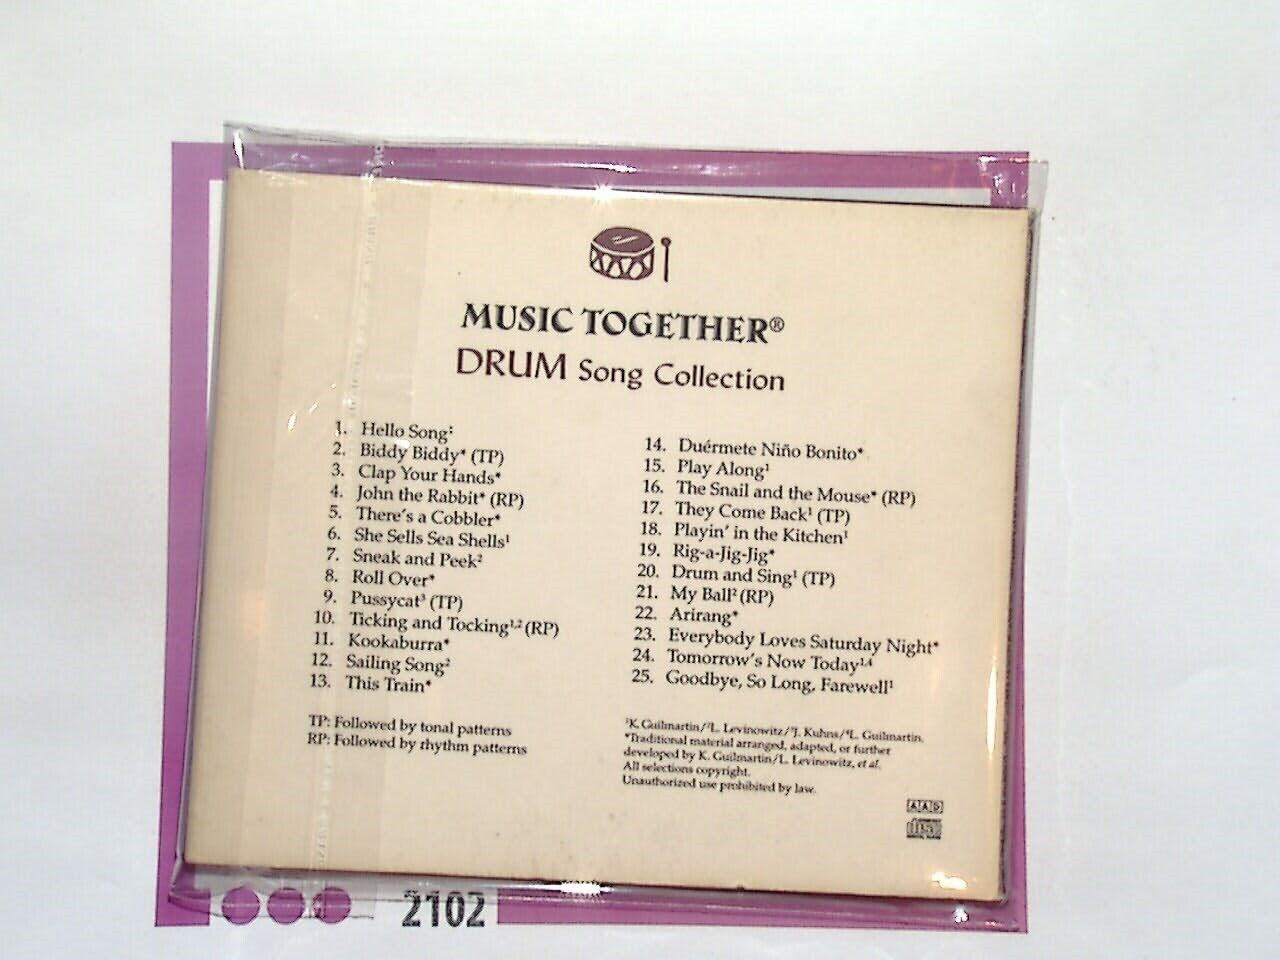 MUSIC TOGETHER®
DRUM Song Collection
1. Hello Song²
2. Biddy Biddy* (TP)
3. Clap Your Hands*
4. John the Rabbit* (RP)
5. There's a Cobbler*
6. She Sells Sea Shells¹
7. Sneak and Peek²
8. Roll Over*
9. Pussycat³ (TP)
10. Ticking and Tocking¹,² (RP)
11. Kookaburra*
12. Sailing Song²
13. This Train*
TP: Followed by tonal patterns
RP: Followed by rhythm patterns
14. Duérmete Niño Bonito*
15. Play Along¹
16. The Snail and the Mouse* (RP)
17. They Come Back¹ (TP)
18. Playin' in the Kitchen¹
19. Rig-a-Jig-Jig*
20. Drum and Sing¹ (TP)
21. My Ball² (RP)
22. Arirang*
23. Everybody Loves Saturday Night*
24. Tomorrow's Now Today¹,⁴
25. Goodbye, So Long, Farewell¹
¹K. Guilmartin/²L. Levinowitz/³J. Kuhns/⁴L. Guilmartin.
*Traditional material arranged, adapted, or further
developed by K. Guilmartin/L. Levinowitz, et al.
All selections copyright.
Unauthorized use prohibited by law.
AAD
disc
2102